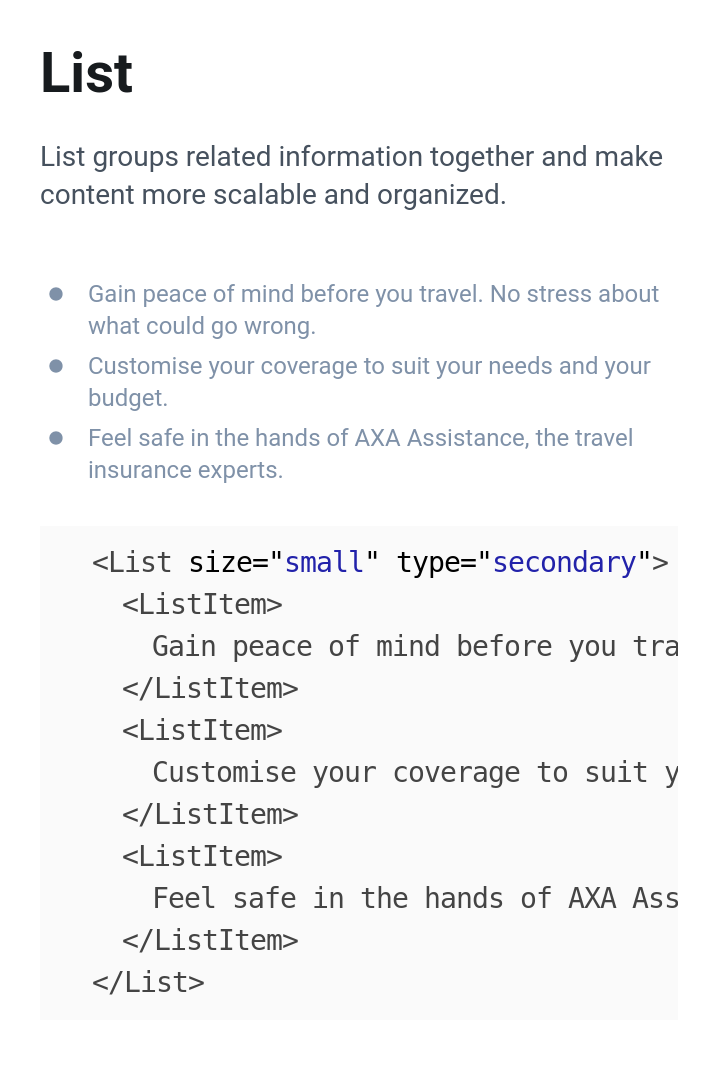 List
List groups related information together and make
content more scalable and organized.
Gain peace of mind before you travel. No stress about
what could go wrong.
Customise your coverage to suit your needs and your
budget.
Feel safe in the hands of AXA Assistance, the travel
insurance experts.
<List size="small" type="secondary">
<ListItem>
Gain peace of mind before you tra
</ListItem>
<ListItem>
Customise your coverage to suit y
</ListItem>
<ListItem>
Feel safe in the hands of AXA Ass
</ListItem>
</List>